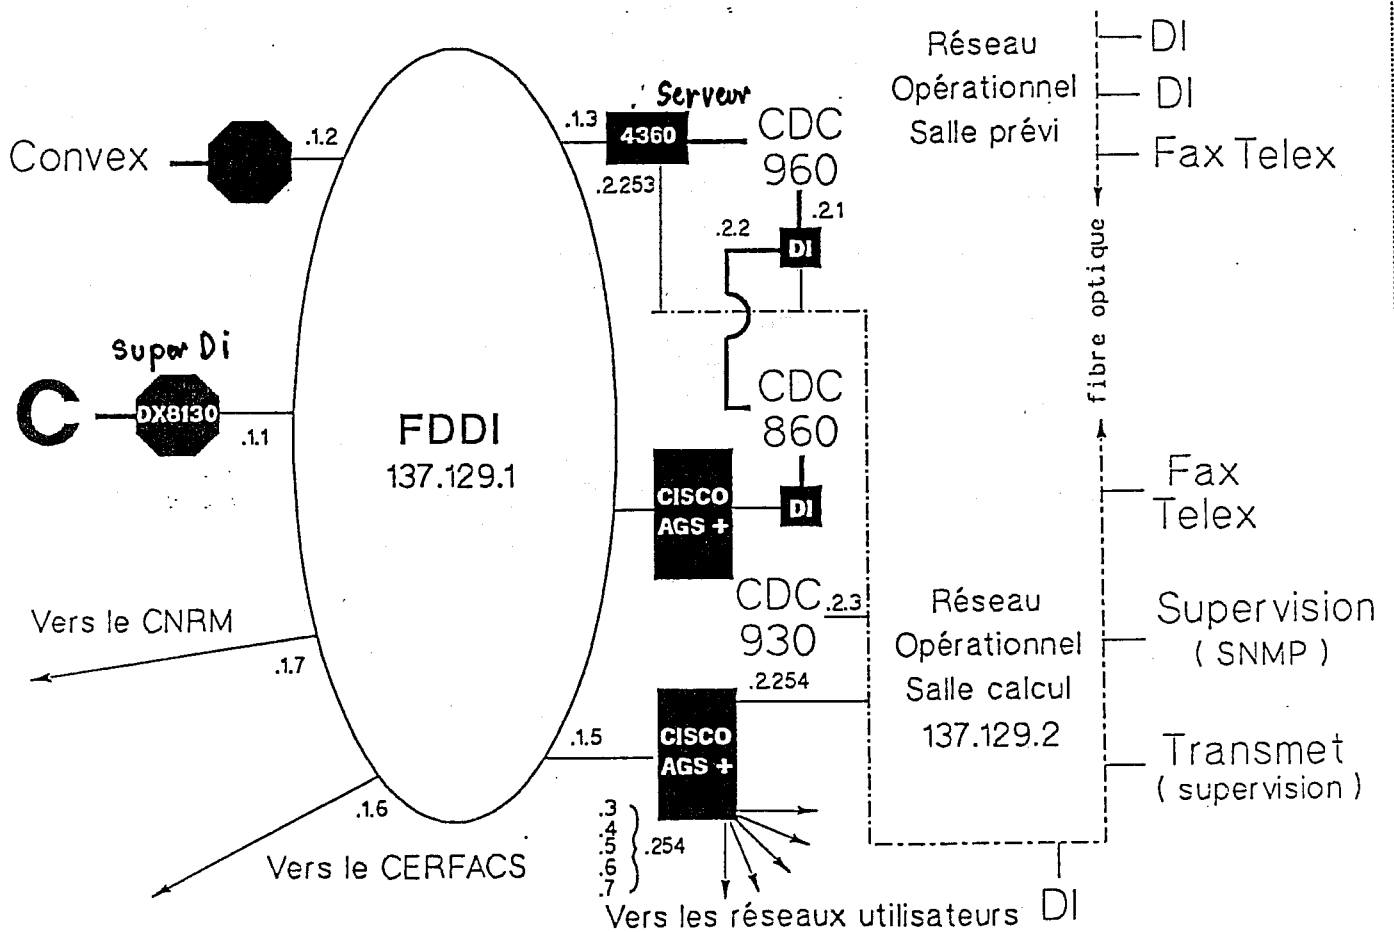 Convex
.1.2
.1.3
Serveur
4360
.2.253
CDC
960
.2.1
.2.2
DI
Réseau
Opérationnel
Salle prévi
DI
DI
Fax Telex
fibre optique
super Di
C
DX8130
.1.1
FDDI
137.129.1
CDC
860
CISCO
AGS +
DI
Fax
Telex
CDC
930
.2.3
Réseau
Opérationnel
Salle calcul
137.129.2
Supervision
( SNMP )
Vers le CNRM
.1.7
.2.254
CISCO
AGS +
.1.5
Transmet
( supervision )
.1.6
Vers le CERFACS
.3
.4
.5
.6
.7
.254
Vers les réseaux utilisateurs
DI